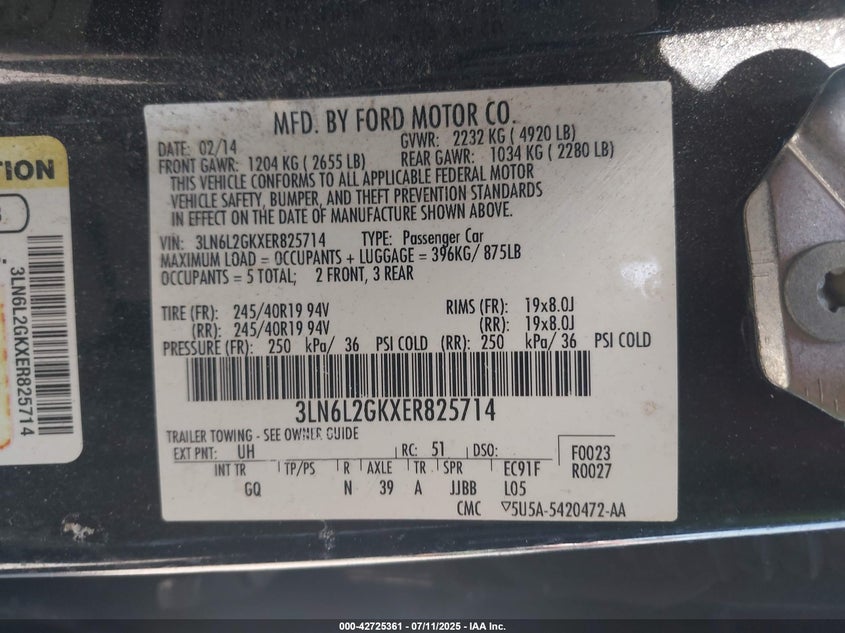 MFD. BY FORD MOTOR CO.
DATE: 02/14 GVWR: 2232 KG ( 4920 LB)
FRONT GAWR: 1204 KG ( 2655 LB) REAR GAWR: 1034 KG ( 2280 LB)
THIS VEHICLE CONFORMS TO ALL APPLICABLE FEDERAL MOTOR
VEHICLE SAFETY, BUMPER, AND THEFT PREVENTION STANDARDS
IN EFFECT ON THE DATE OF MANUFACTURE SHOWN ABOVE.
VIN: 3LN6L2GKXER825714 TYPE: Passenger Car
MAXIMUM LOAD = OCCUPANTS + LUGGAGE = 396KG/ 875LB
OCCUPANTS = 5 TOTAL; 2 FRONT, 3 REAR
TIRE (FR): 245/40R19 94V RIMS (FR): 19x8.0J
(RR): 245/40R19 94V (RR): 19x8.0J
PRESSURE (FR): 250 kPa/ 36 PSI COLD (RR): 250 kPa/ 36 PSI COLD
3LN6L2GKXER825714
TRAILER TOWING - SEE OWNER GUIDE
EXT PNT: UH RC: 51 DSO: F0023
INT TR TP/PS R AXLE TR SPR EC91F R0027
GQ N 39 A JJBB L05
CMC 5U5A-5420472-AA
TION
3LN6L2GKXER825714
000-42725361 - 07/11/2025 - IAA Inc.